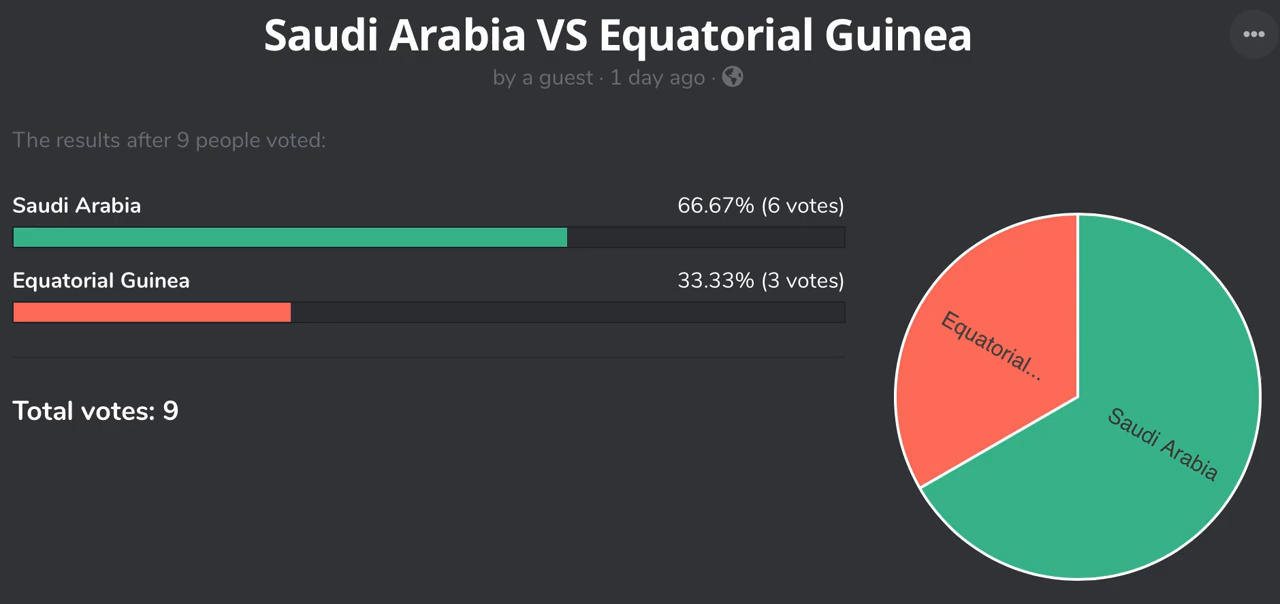 Saudi Arabia VS Equatorial Guinea
by a guest · 1 day ago ·
The results after 9 people voted:
Saudi Arabia 66.67% (6 votes)
Equatorial Guinea 33.33% (3 votes)
Total votes: 9
Equatorial...
Saudi Arabia